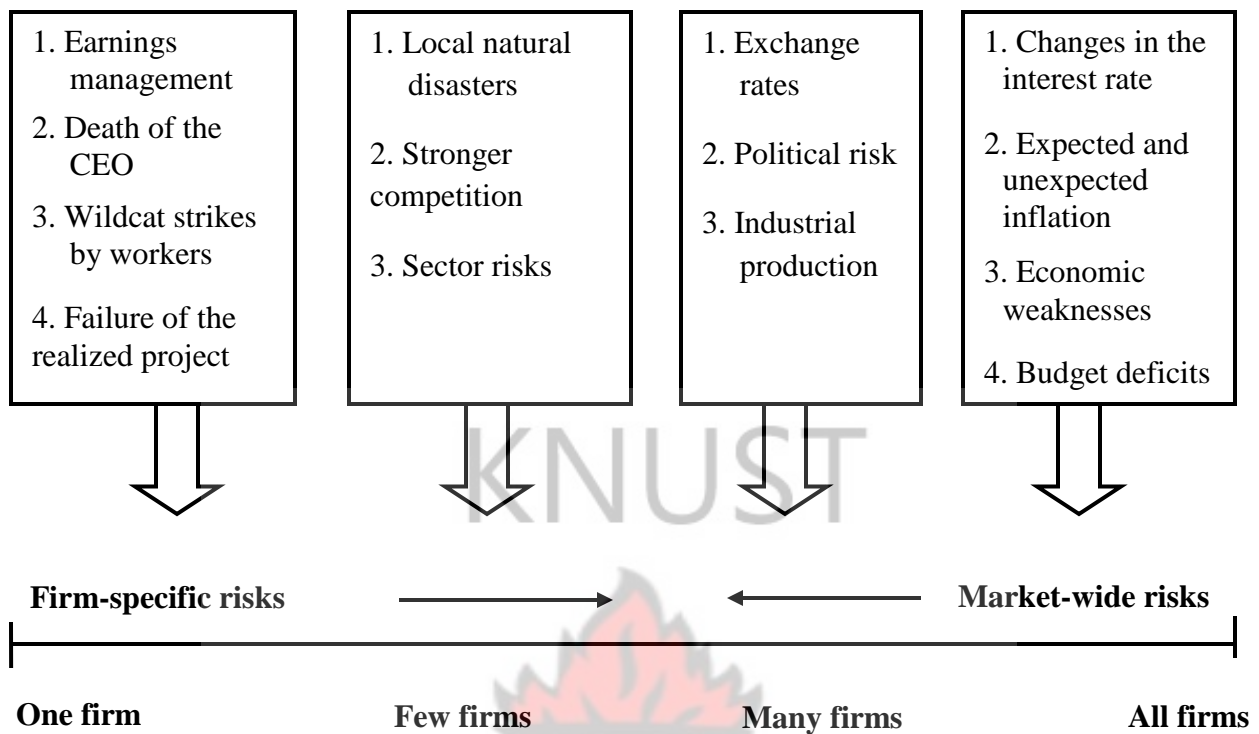 1. Earnings
management
2. Death of the
CEO
3. Wildcat strikes
by workers
4. Failure of the
realized project
1. Local natural
disasters
2. Stronger
competition
3. Sector risks
1. Exchange
rates
2. Political risk
3. Industrial
production
1. Changes in the
interest rate
2. Expected and
unexpected
inflation
3. Economic
weaknesses
4. Budget deficits
KNUST
Firm-specific risks
Market-wide risks
One firm
Few firms
Many firms
All firms